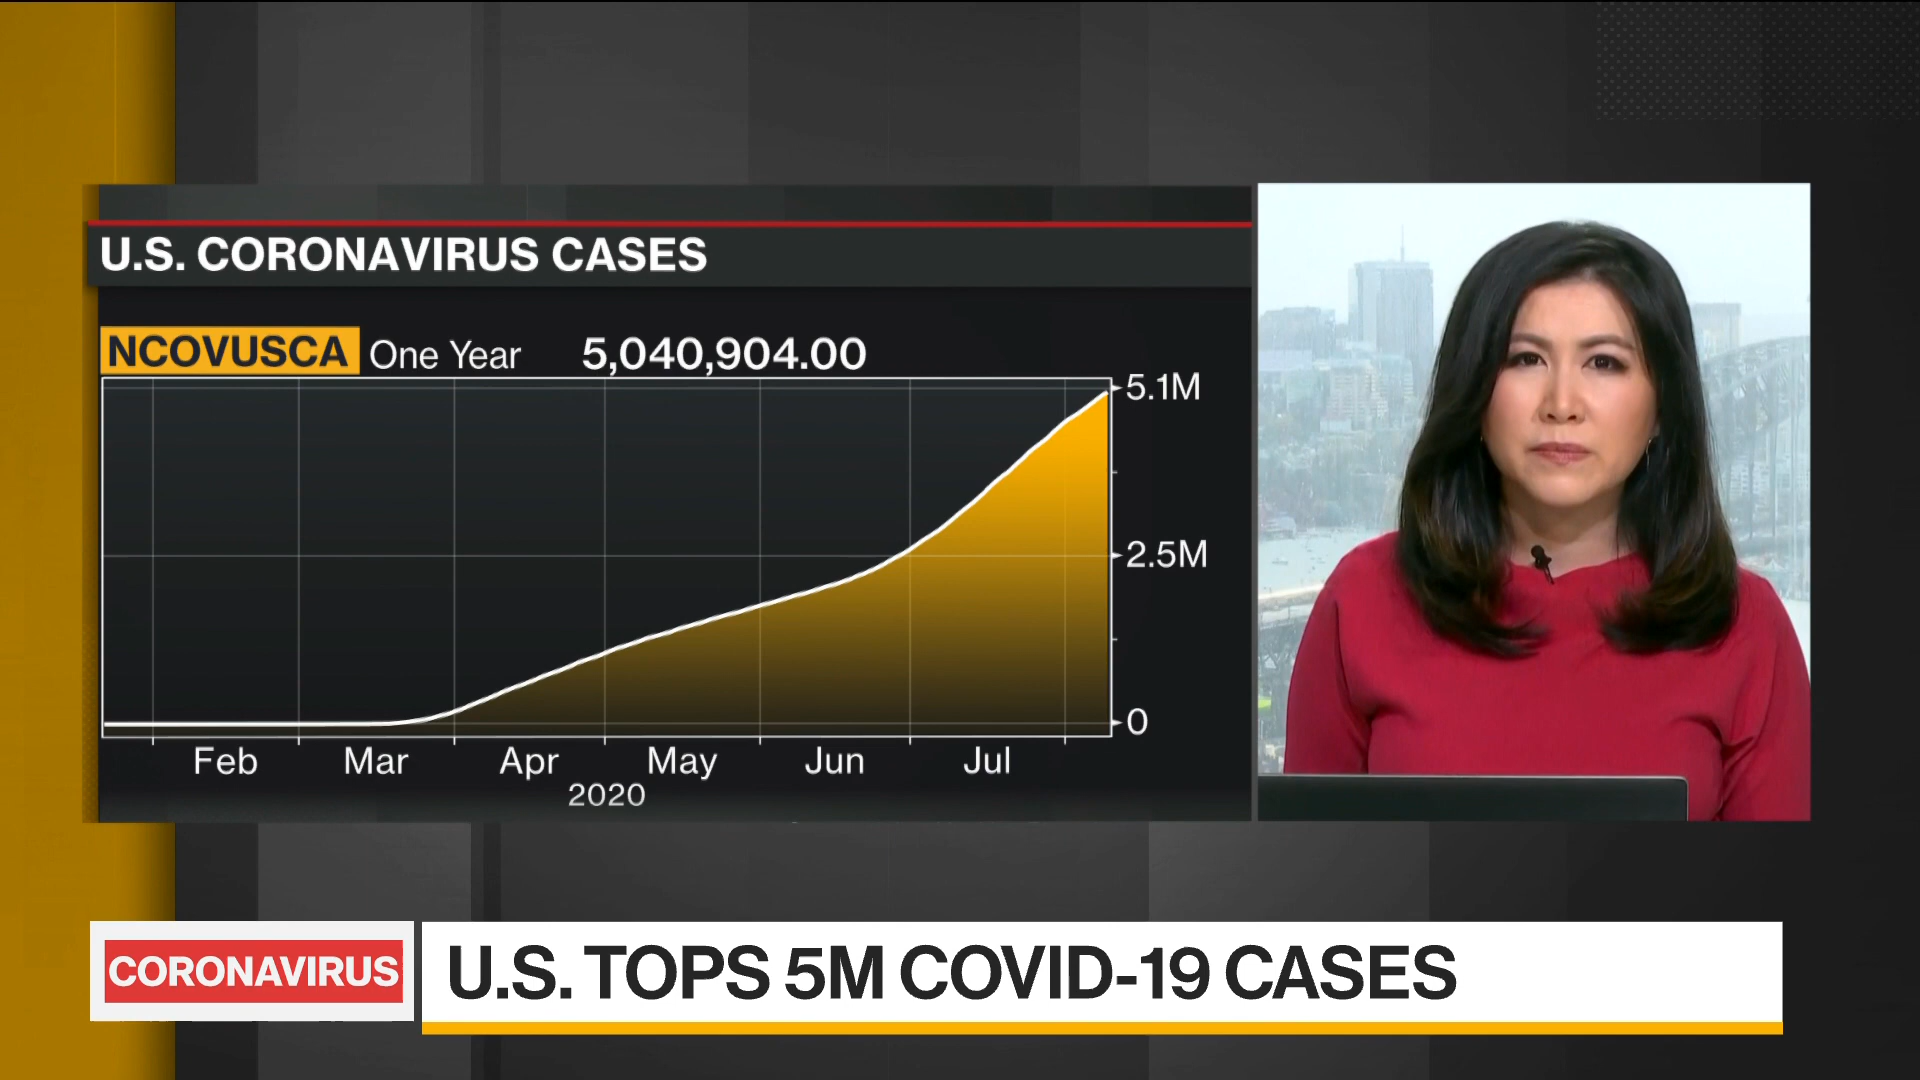 U.S. CORONAVIRUS CASES
NCOVUSCA One Year 5,040,904.00
5.1M
2.5M
0
Feb Mar Apr May Jun Jul
2020
CORONAVIRUS
U.S. TOPS 5M COVID-19 CASES